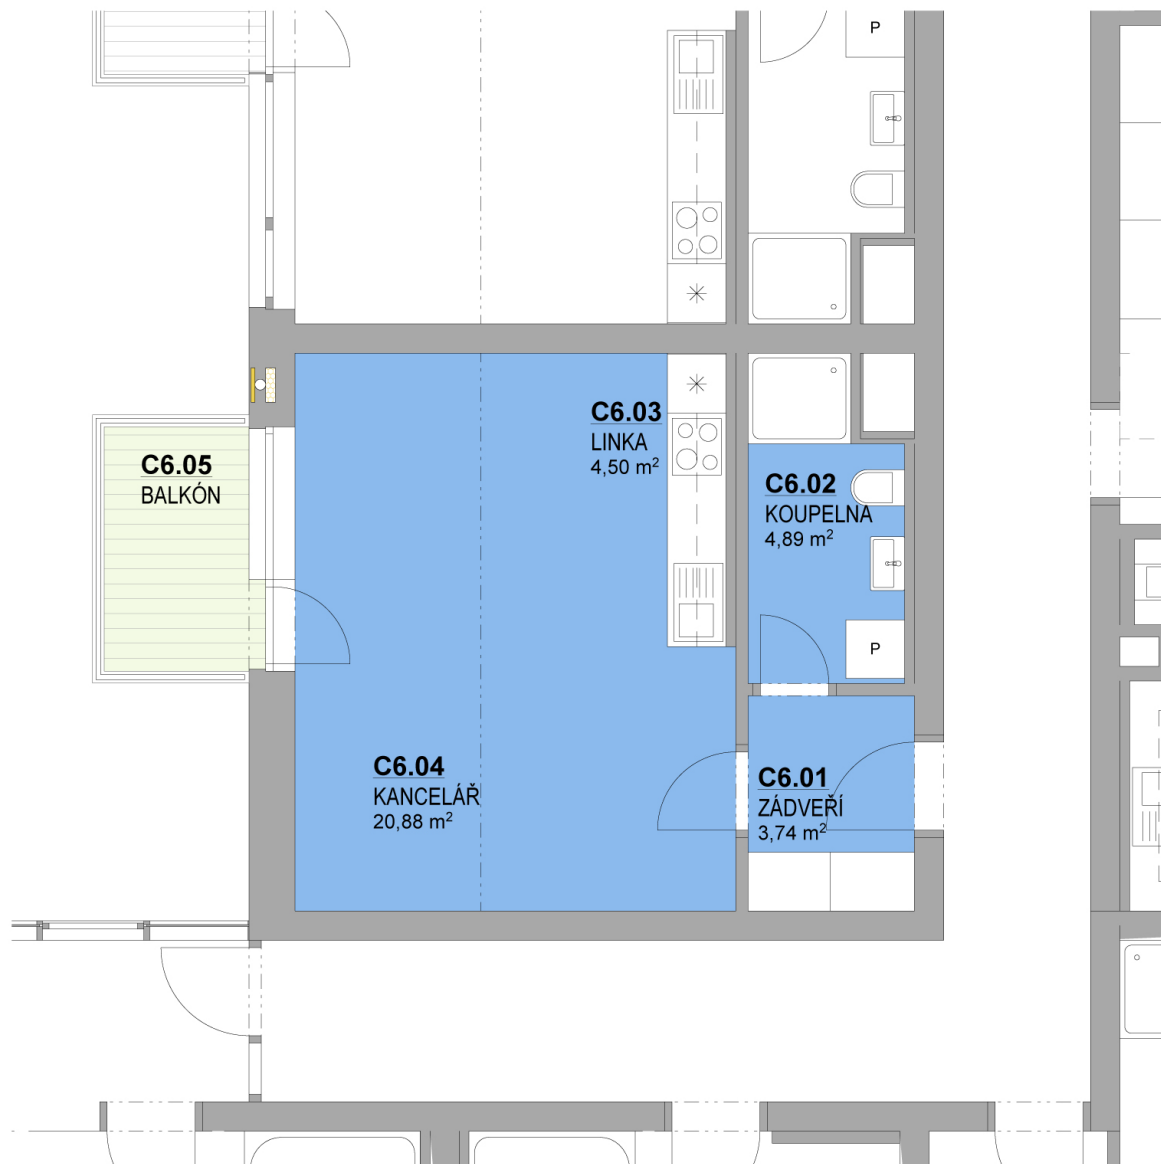 P
C6.03
LINKA
4,50 m²
C6.05
BALKÓN
C6.02
KOUPELNA
4,89 m²
P
C6.04
KANCELÁŘ
20,88 m²
C6.01
ZÁDVEŘÍ
3,74 m²